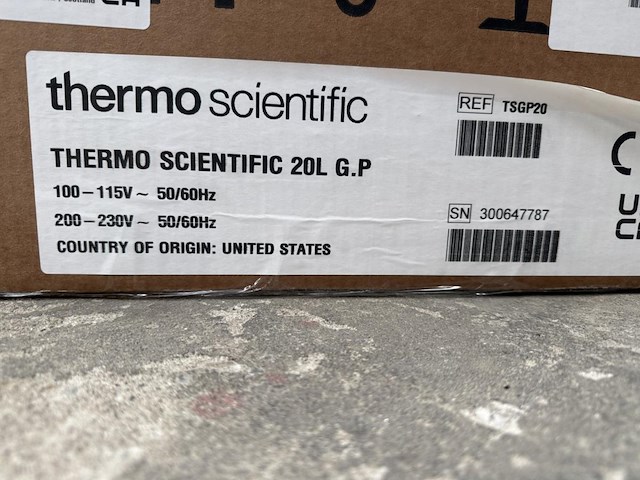 thermo scientific
THERMO SCIENTIFIC 20L G.P
100–115V ~ 50/60Hz
200–230V ~ 50/60Hz
COUNTRY OF ORIGIN: UNITED STATES
REF TSGP20
SN 300647787